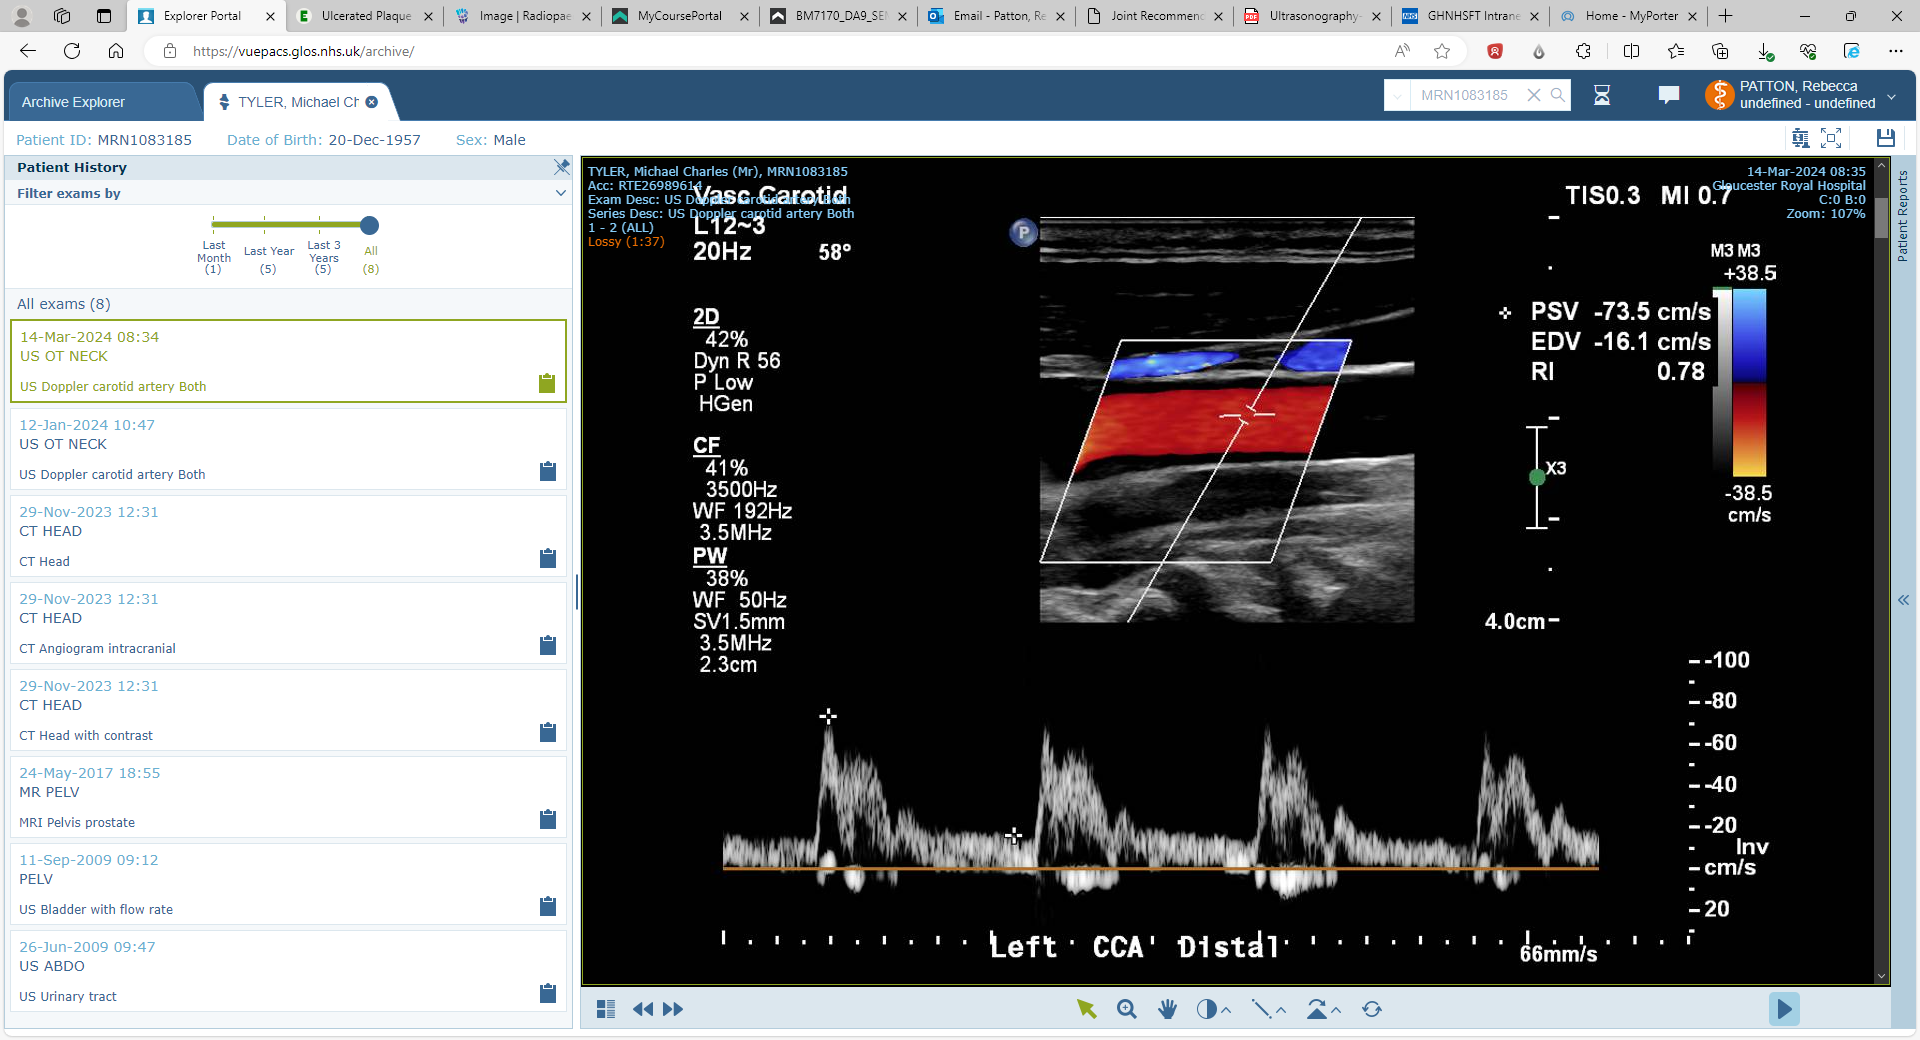 Explorer Portal
Ulcerated Plaque
Image | Radiopae
MyCoursePortal
BM7170_DA9_SEM
Email - Patton, Re
Joint Recommend
Ultrasonography-
GHNHSFT Intrane
Home - MyPorter
https://vuepacs.glos.nhs.uk/archive/
Archive Explorer
TYLER, Michael Ch
MRN1083185
PATTON, Rebecca
undefined - undefined
Patient ID: MRN1083185 Date of Birth: 20-Dec-1957 Sex: Male
Patient History
Filter exams by
Last Month (1)
Last Year (5)
Last 3 Years (5)
All (8)
All exams (8)
14-Mar-2024 08:34
US OT NECK
US Doppler carotid artery Both
12-Jan-2024 10:47
US OT NECK
US Doppler carotid artery Both
29-Nov-2023 12:31
CT HEAD
CT Head
29-Nov-2023 12:31
CT HEAD
CT Angiogram intracranial
29-Nov-2023 12:31
CT HEAD
CT Head with contrast
24-May-2017 18:55
MR PELV
MRI Pelvis prostate
11-Sep-2009 09:12
PELV
US Bladder with flow rate
26-Jun-2009 09:47
US ABDO
US Urinary tract
TYLER, Michael Charles (Mr), MRN1083185
Acc: RTE26989614
Vasc Carotid
Exam Desc: US Doppler carotid artery Both
Series Desc: US Doppler carotid artery Both
1 - 2 (ALL)
Lossy (1:37)
L12~3
20Hz 58°
14-Mar-2024 08:35
Gloucester Royal Hospital
C:0 B:0
Zoom: 107%
TIS0.3 MI 0.7
P
2D
42%
Dyn R 56
P Low
HGen
CF
41%
3500Hz
WF 192Hz
3.5MHz
PW
38%
WF 50Hz
SV1.5mm
3.5MHz
2.3cm
M3 M3
+38.5
PSV -73.5 cm/s
EDV -16.1 cm/s
RI 0.78
X3
-38.5
cm/s
4.0cm
-100
-80
-60
-40
-20
Inv
cm/s
20
Left CCA' Distal
66mm/s
Patient Reports